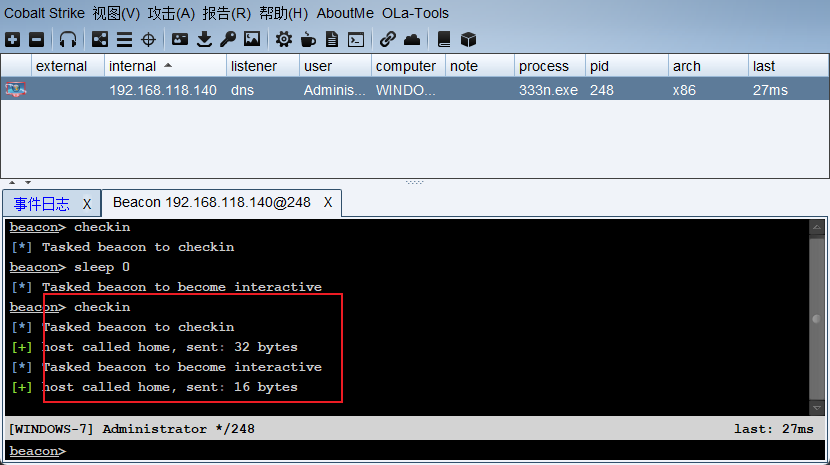 Cobalt Strike 视图(V) 攻击(A) 报告(R) 帮助(H) AboutMe OLa-Tools
external internal listener user computer note process pid arch last
192.168.118.140 dns Adminis... WINDO... 333n.exe 248 x86 27ms
事件日志 X Beacon 192.168.118.140@248 X
beacon> checkin
[*] Tasked beacon to checkin
beacon> sleep 0
[*] Tasked beacon to become interactive
beacon> checkin
[*] Tasked beacon to checkin
[+] host called home, sent: 32 bytes
[*] Tasked beacon to become interactive
[+] host called home, sent: 16 bytes
[WINDOWS-7] Administrator */248 last: 27ms
beacon>